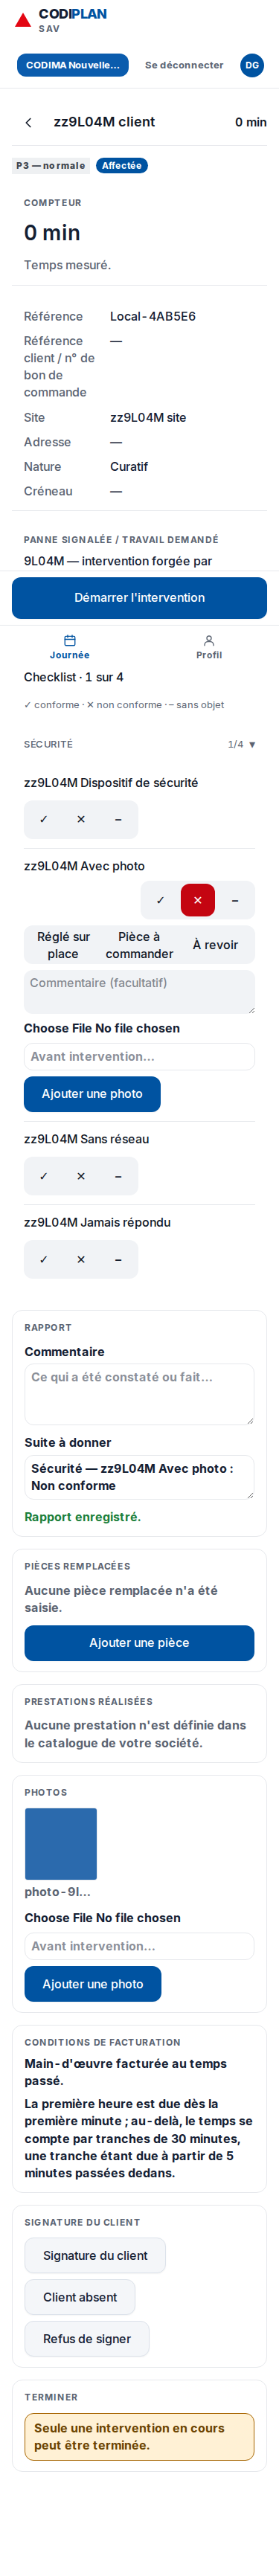 CODIPLAN
SAV
CODIMA Nouvelle...
Se déconnecter
DG
zz9L04M client
0 min
P3 — normale
Affectée
COMPTEUR
0 min
Temps mesuré.
Référence
Local-4AB5E6
Référence
client / n° de
bon de
commande
—
Site
zz9L04M site
Adresse
—
Nature
Curatif
Créneau
—
PANNE SIGNALÉE / TRAVAIL DEMANDÉ
9L04M — intervention forgée par
Démarrer l'intervention
Journée
Profil
Checklist · 1 sur 4
✓ conforme · ✕ non conforme · – sans objet
SÉCURITÉ
1/4 ▼
zz9L04M Dispositif de sécurité
✓ ✕ –
zz9L04M Avec photo
✓ ✕ –
Réglé sur
place
Pièce à
commander
À revoir
Commentaire (facultatif)
Choose File No file chosen
Avant intervention...
Ajouter une photo
zz9L04M Sans réseau
✓ ✕ –
zz9L04M Jamais répondu
✓ ✕ –
RAPPORT
Commentaire
Ce qui a été constaté ou fait...
Suite à donner
Sécurité — zz9L04M Avec photo :
Non conforme
Rapport enregistré.
PIÈCES REMPLACÉES
Aucune pièce remplacée n'a été
saisie.
Ajouter une pièce
PRESTATIONS RÉALISÉES
Aucune prestation n'est définie dans
le catalogue de votre société.
PHOTOS
photo-9l...
Choose File No file chosen
Avant intervention...
Ajouter une photo
CONDITIONS DE FACTURATION
Main-d'œuvre facturée au temps
passé.
La première heure est due dès la
première minute ; au-delà, le temps se
compte par tranches de 30 minutes,
une tranche étant due à partir de 5
minutes passées dedans.
SIGNATURE DU CLIENT
Signature du client
Client absent
Refus de signer
TERMINER
Seule une intervention en cours
peut être terminée.